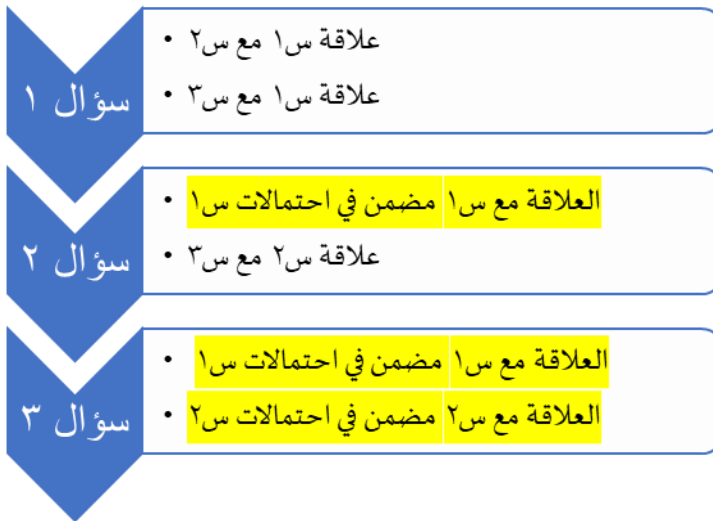 سؤال ١
علاقة س١ مع س٢
علاقة س١ مع س٣
سؤال ٢
العلاقة مع س١ مضمن في احتمالات س١
علاقة س٢ مع س٣
سؤال ٣
العلاقة مع س١ مضمن في احتمالات س١
العلاقة مع س٢ مضمن في احتمالات س٢